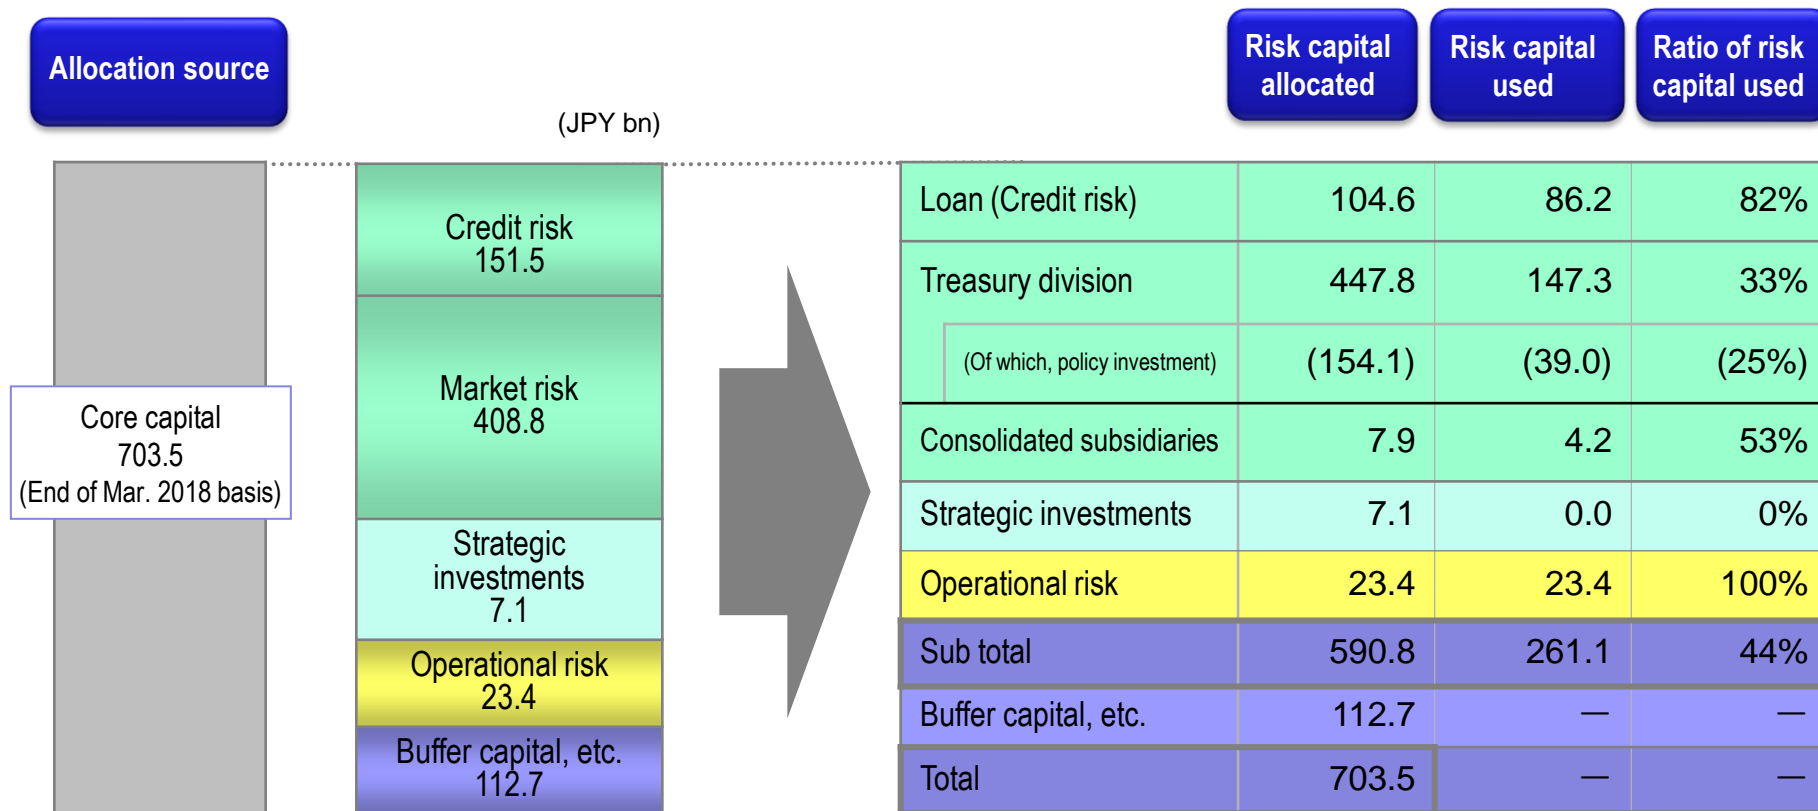 Allocation source
(JPY bn)
Risk capital
allocated
Risk capital
used
Ratio of risk
capital used
Core capital
703.5
(End of Mar. 2018 basis)
Credit risk
151.5
Market risk
408.8
Strategic
investments
7.1
Operational risk
23.4
Buffer capital, etc.
112.7
Loan (Credit risk) 104.6 86.2 82%
Treasury division 447.8 147.3 33%
(Of which, policy investment) (154.1) (39.0) (25%)
Consolidated subsidiaries 7.9 4.2 53%
Strategic investments 7.1 0.0 0%
Operational risk 23.4 23.4 100%
Sub total 590.8 261.1 44%
Buffer capital, etc. 112.7 — —
Total 703.5 — —